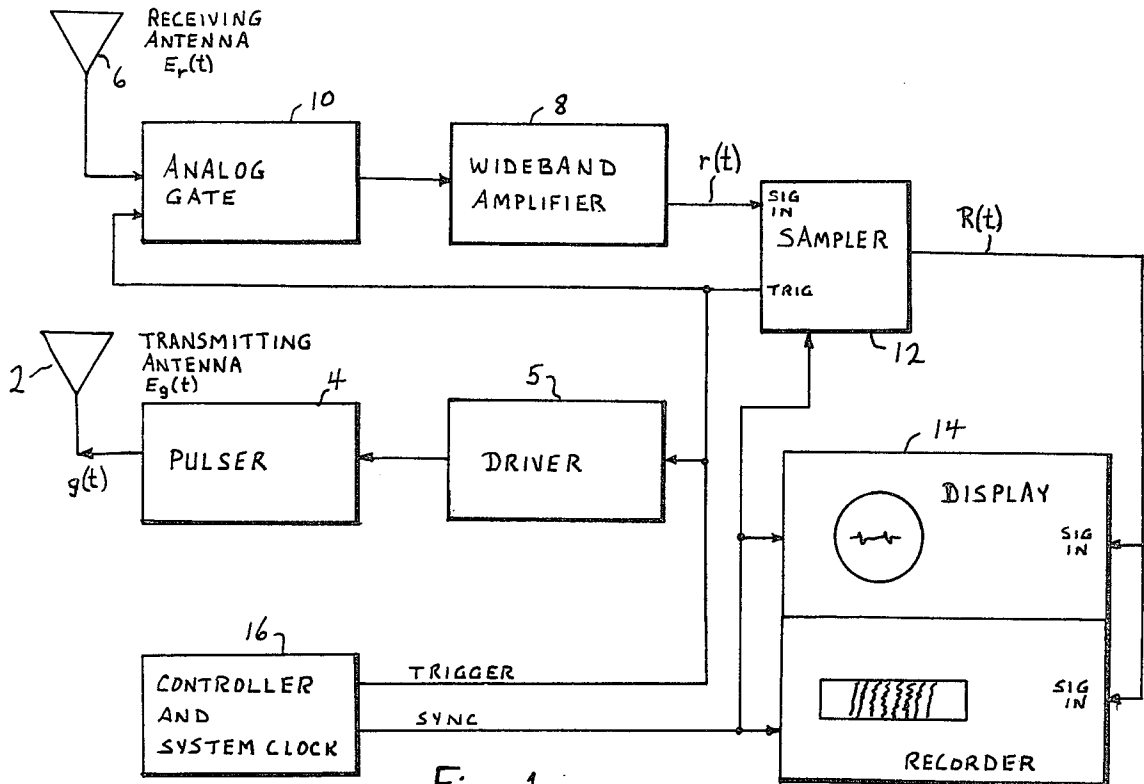 RECEIVING
ANTENNA
Er(t)
6
10
8
ANALOG
GATE
WIDEBAND
AMPLIFIER
r(t)
SIG
IN
SAMPLER
TRIG
R(t)
12
2
TRANSMITTING
ANTENNA
Eg(t)
4
5
PULSER
DRIVER
g(t)
14
DISPLAY
SIG
IN
16
CONTROLLER
AND
SYSTEM CLOCK
TRIGGER
SYNC
SIG
IN
RECORDER